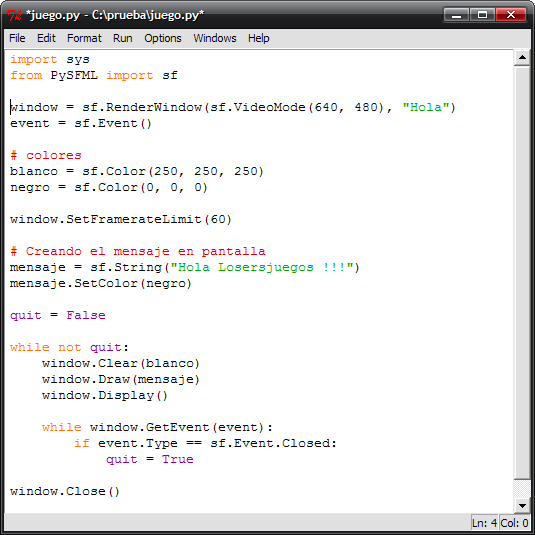 *juego.py - C:\prueba\juego.py*
File Edit Format Run Options Windows Help
import sys
from PySFML import sf
window = sf.RenderWindow(sf.VideoMode(640, 480), "Hola")
event = sf.Event()
# colores
blanco = sf.Color(250, 250, 250)
negro = sf.Color(0, 0, 0)
window.SetFramerateLimit(60)
# Creando el mensaje en pantalla
mensaje = sf.String("Hola Losersjuegos !!!")
mensaje.SetColor(negro)
quit = False
while not quit:
    window.Clear(blanco)
    window.Draw(mensaje)
    window.Display()
    while window.GetEvent(event):
        if event.Type == sf.Event.Closed:
            quit = True
window.Close()
Ln: 4 Col: 0